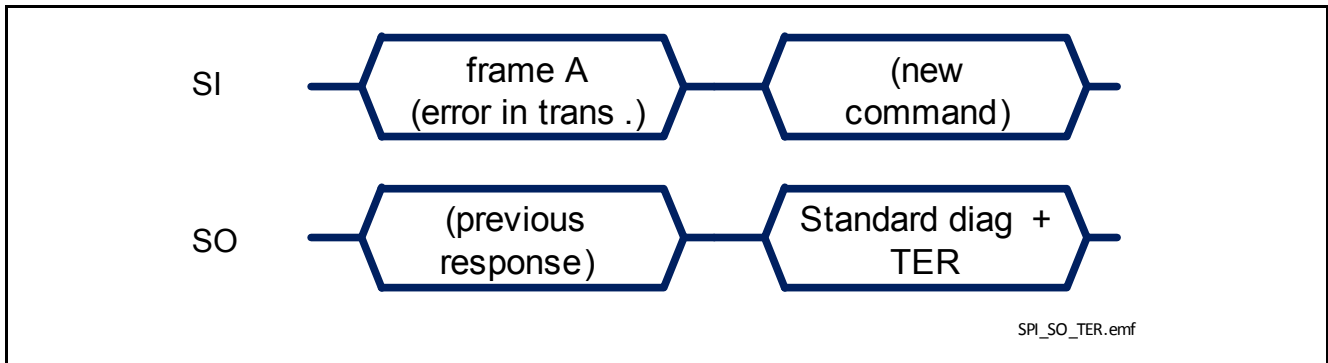 SI
frame A
(error in trans .)
(new
command)
SO
(previous
response)
Standard diag +
TER
SPI_SO_TER.emf